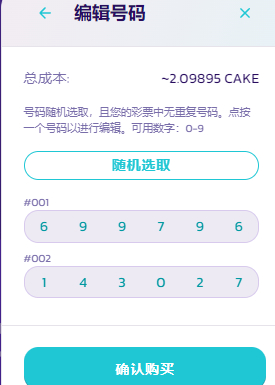 编辑号码
总成本: ~2.09895 CAKE
号码随机选取，且您的彩票中无重复号码。点按
一个号码以进行编辑。可用数字：0-9
随机选取
#001
6 9 9 7 9 6
#002
1 4 3 0 2 7
确认购买